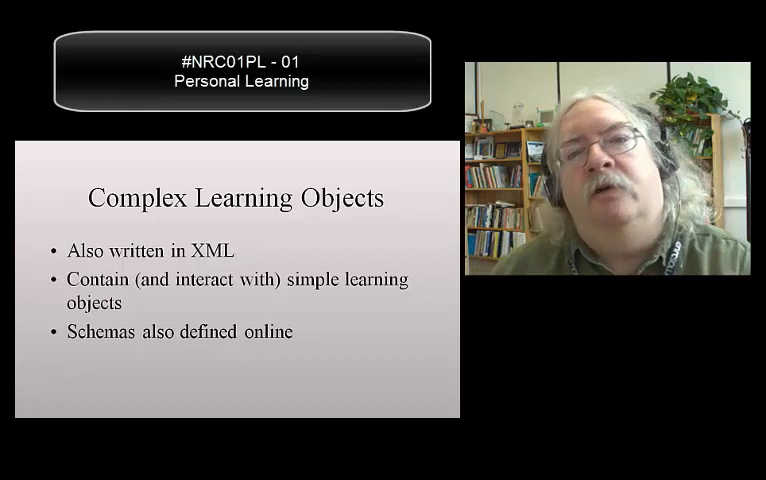 #NRC01PL - 01
Personal Learning
Complex Learning Objects
• Also written in XML
• Contain (and interact with) simple learning
objects
• Schemas also defined online